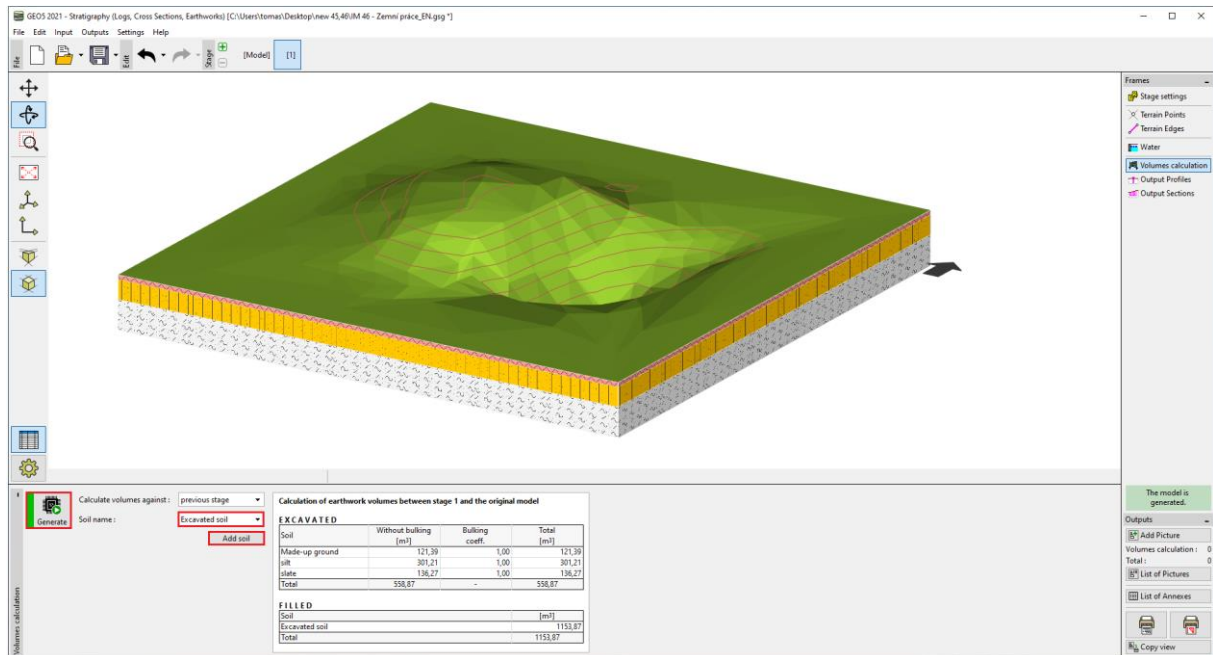 GEO5 2021 - Stratigraphy (Logs, Cross Sections, Earthworks) [C:\Users\tomas\Desktop\new 45,46\IM 46 - Zemní práce_EN.gsg *]
File Edit Input Outputs Settings Help
File
Edit
Stage
[Model]
[1]
Frames
Stage settings
Terrain Points
Terrain Edges
Water
Volumes calculation
Output Profiles
Output Sections
Volumes calculation
Generate
Calculate volumes against : previous stage
Soil name : Excavated soil
Add soil
Calculation of earthwork volumes between stage 1 and the original model
EXCAVATED
Soil Without bulking [m³] Bulking coeff. Total [m³]
Made-up ground 121,39 1,00 121,39
silt 301,21 1,00 301,21
slate 136,27 1,00 136,27
Total 558,87 - 558,87
FILLED
Soil [m³]
Excavated soil 1153,87
Total 1153,87
The model is
generated.
Outputs
Add Picture
Volumes calculation : 0
Total : 0
List of Pictures
List of Annexes
Copy view